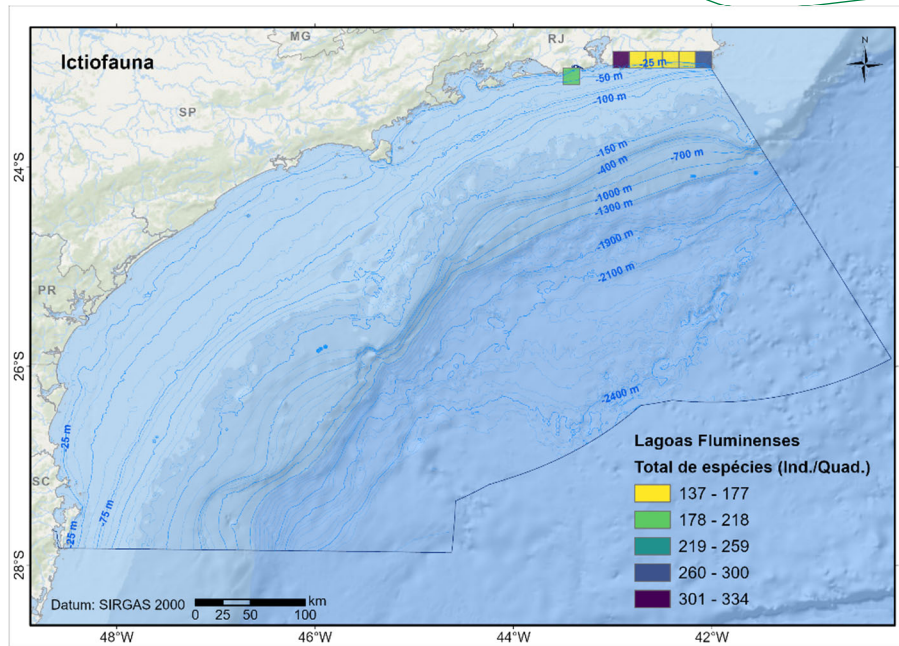 Ictiofauna
MG
RJ
N
-25 m
-50 m
-100 m
SP
-150 m
-400 m
-700 m
24°S
-1000 m
-1300 m
-1900 m
-2100 m
PR
26°S
-2400 m
-25 m
SC
-75 m
-25 m
28°S
Lagoas Fluminenses
Total de espécies (Ind./Quad.)
137 - 177
178 - 218
219 - 259
260 - 300
301 - 334
Datum: SIRGAS 2000
km
0 25 50 100
48°W 46°W 44°W 42°W